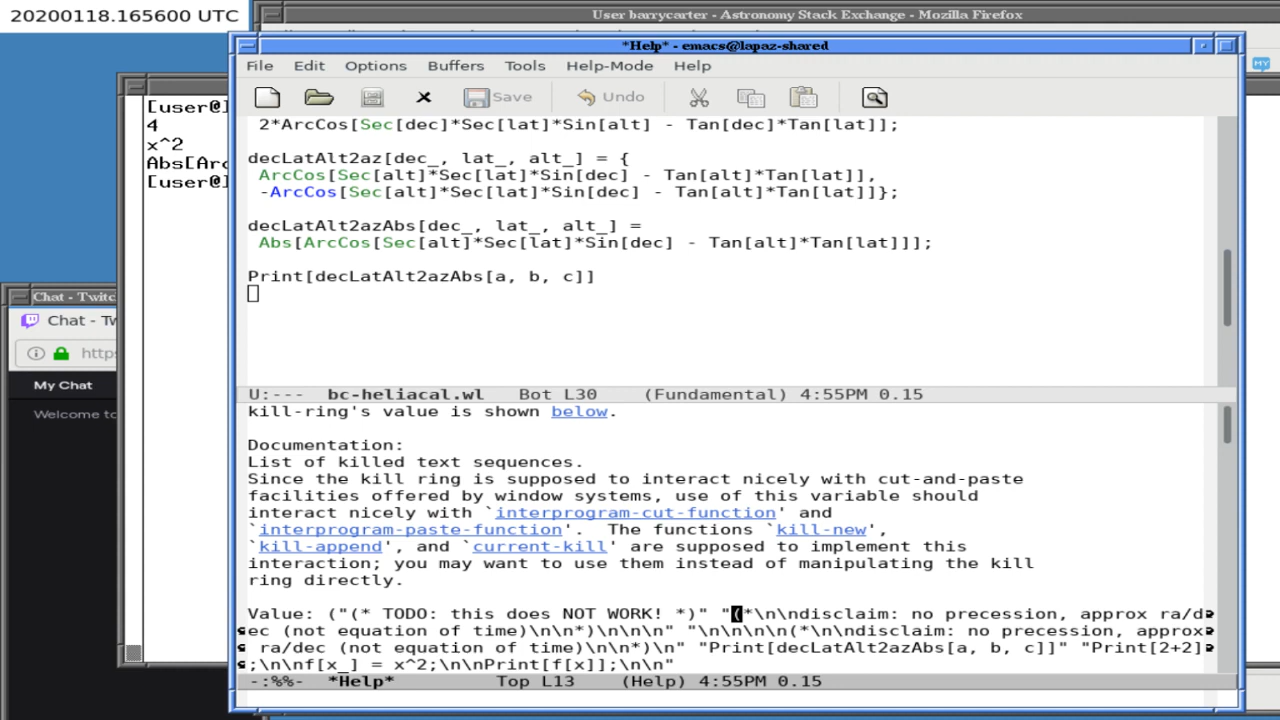 20200118.165600 UTC
User barrycarter - Astronomy Stack Exchange - Mozilla Firefox
*Help* - emacs@lapaz-shared
File Edit Options Buffers Tools Help-Mode Help
Save Undo
MY
[user@]
4
x^2
Abs[Arc
[user@]
Chat - Twitc
Chat - Tw
https
My Chat
Welcome to
2*ArcCos[Sec[dec]*Sec[lat]*Sin[alt] - Tan[dec]*Tan[lat]];
decLatAlt2az[dec_, lat_, alt_] = {
ArcCos[Sec[alt]*Sec[lat]*Sin[dec] - Tan[alt]*Tan[lat]],
-ArcCos[Sec[alt]*Sec[lat]*Sin[dec] - Tan[alt]*Tan[lat]]};
decLatAlt2azAbs[dec_, lat_, alt_] =
Abs[ArcCos[Sec[alt]*Sec[lat]*Sin[dec] - Tan[alt]*Tan[lat]]];
Print[decLatAlt2azAbs[a, b, c]]
U:--- bc-heliacal.wl Bot L30 (Fundamental) 4:55PM 0.15
kill-ring's value is shown below.
Documentation:
List of killed text sequences.
Since the kill ring is supposed to interact nicely with cut-and-paste
facilities offered by window systems, use of this variable should
interact nicely with `interprogram-cut-function' and
`interprogram-paste-function'. The functions `kill-new',
`kill-append', and `current-kill' are supposed to implement this
interaction; you may want to use them instead of manipulating the kill
ring directly.
Value: ("(* TODO: this does NOT WORK! *)" "(*\n\ndisclaim: no precession, approx ra/d
ec (not equation of time)\n\n*)\n\n\n" "\n\n\n\n(*\n\ndisclaim: no precession, approx
ra/dec (not equation of time)\n\n*)\n" "Print[decLatAlt2azAbs[a, b, c]]" "Print[2+2]
;\n\nf[x_] = x^2;\n\nPrint[f[x]];\n\n"
-:%%- *Help* Top L13 (Help) 4:55PM 0.15